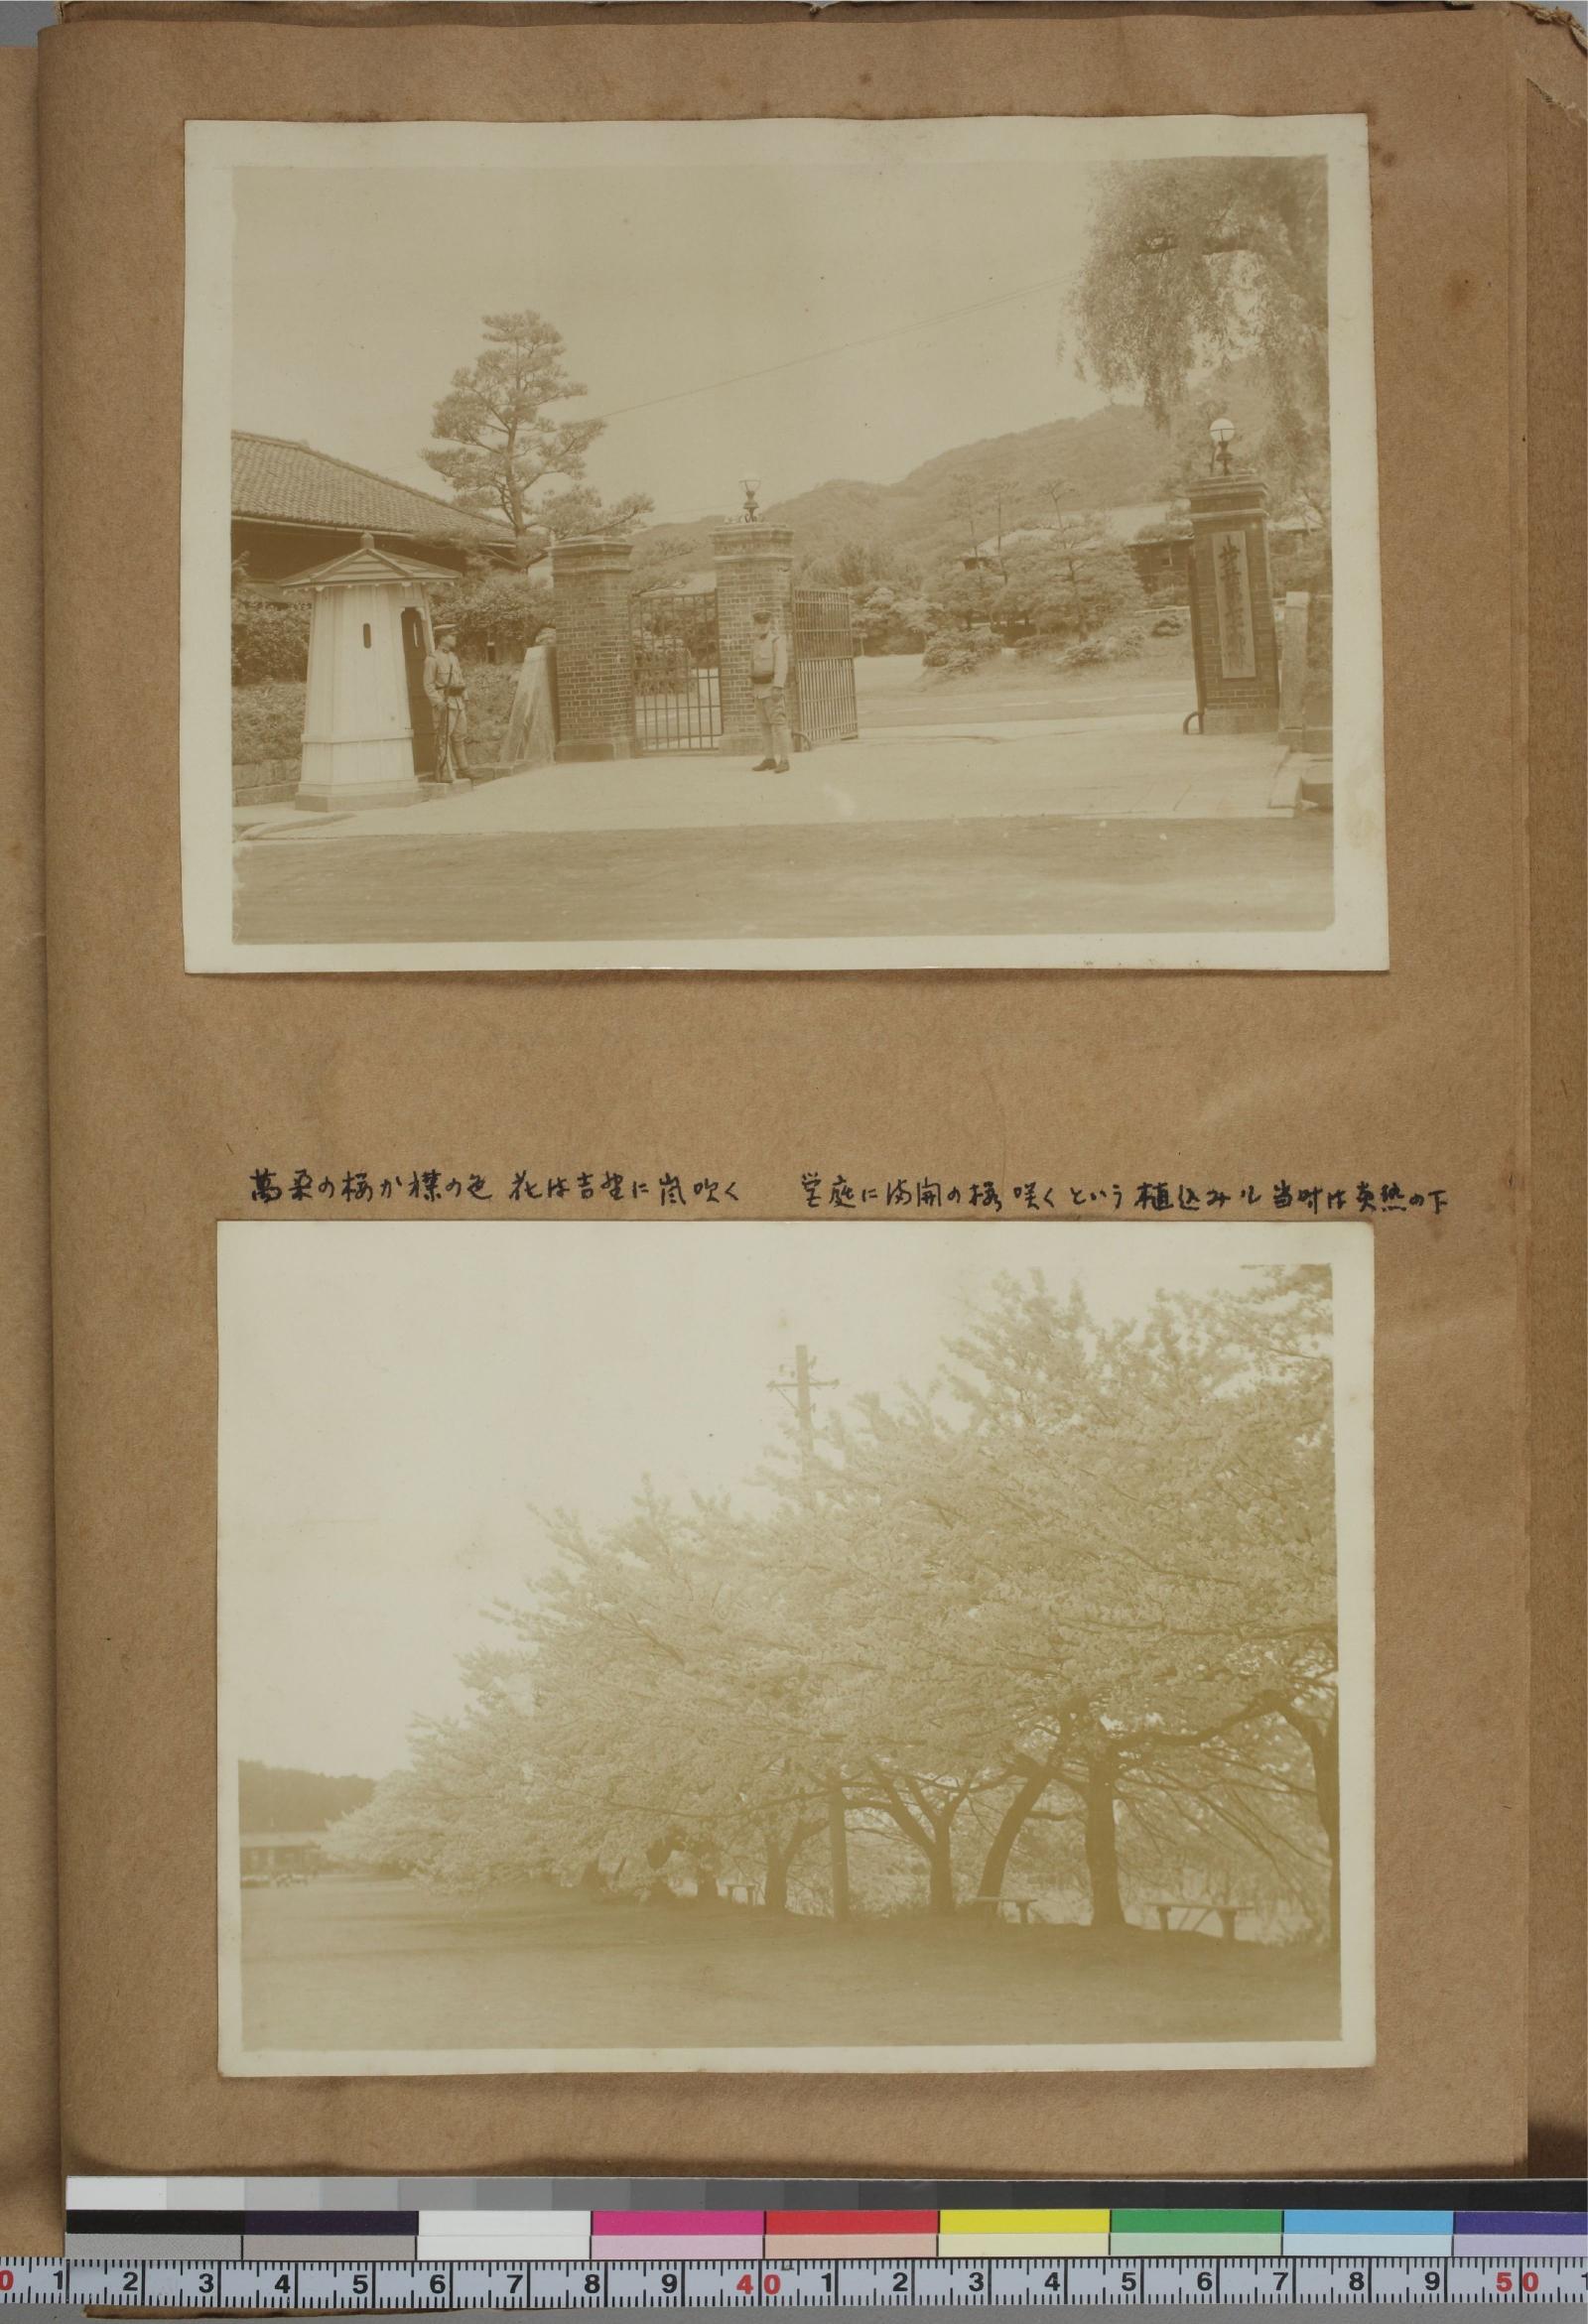 萬朶の桜か襟の色 花は吉野に嵐吹く 営庭に満開の桜 咲くという植込み 当時は炎熱の下
0 1 2 3 4 5 6 7 8 9 40 1 2 3 4 5 6 7 8 9 50